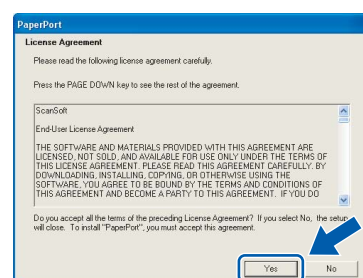 PaperPort
License Agreement
Please read the following license agreement carefully.
Press the PAGE DOWN key to see the rest of the agreement.
ScanSoft
End-User License Agreement
THE SOFTWARE AND MATERIALS PROVIDED WITH THIS AGREEMENT ARE
LICENSED, NOT SOLD, AND AVAILABLE FOR USE ONLY UNDER THE TERMS OF
THIS LICENSE AGREEMENT. PLEASE READ THIS AGREEMENT CAREFULLY. BY
DOWNLOADING, INSTALLING, COPYING, OR OTHERWISE USING THE
SOFTWARE, YOU AGREE TO BE BOUND BY THE TERMS AND CONDITIONS OF
THIS AGREEMENT AND BECOME A PARTY TO THIS AGREEMENT. IF YOU DO
Do you accept all the terms of the preceding License Agreement? If you select No, the setup
will close. To install "PaperPort", you must accept this agreement.
Yes No